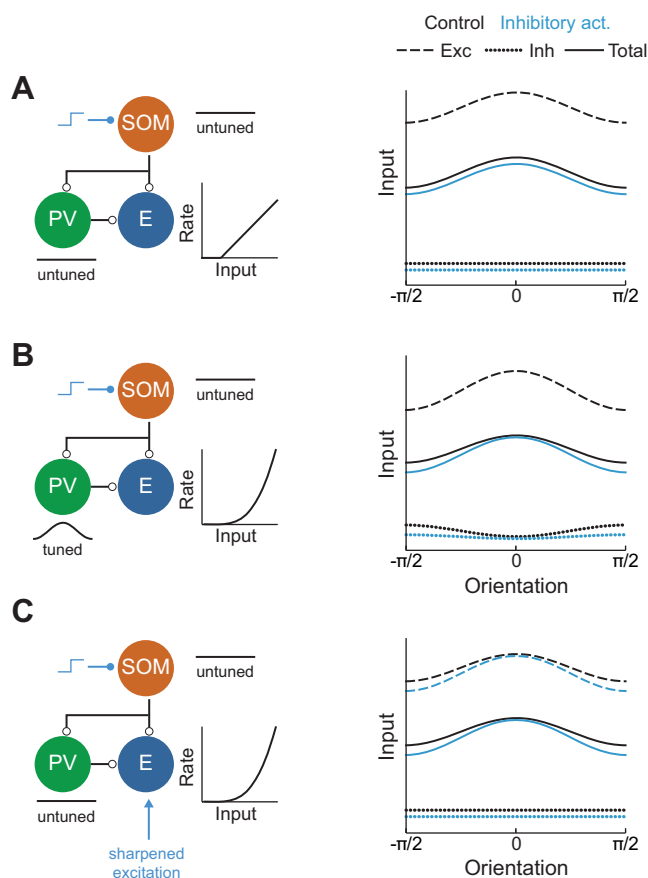 Control Inhibitory act.
Exc Inh Total
A
SOM
untuned
PV
E
untuned
Rate
Input
Input
-π/2 0 π/2
B
SOM
untuned
PV
E
tuned
Rate
Input
Input
-π/2 0 π/2
Orientation
C
SOM
untuned
PV
E
untuned
Rate
Input
sharpened
excitation
Input
-π/2 0 π/2
Orientation